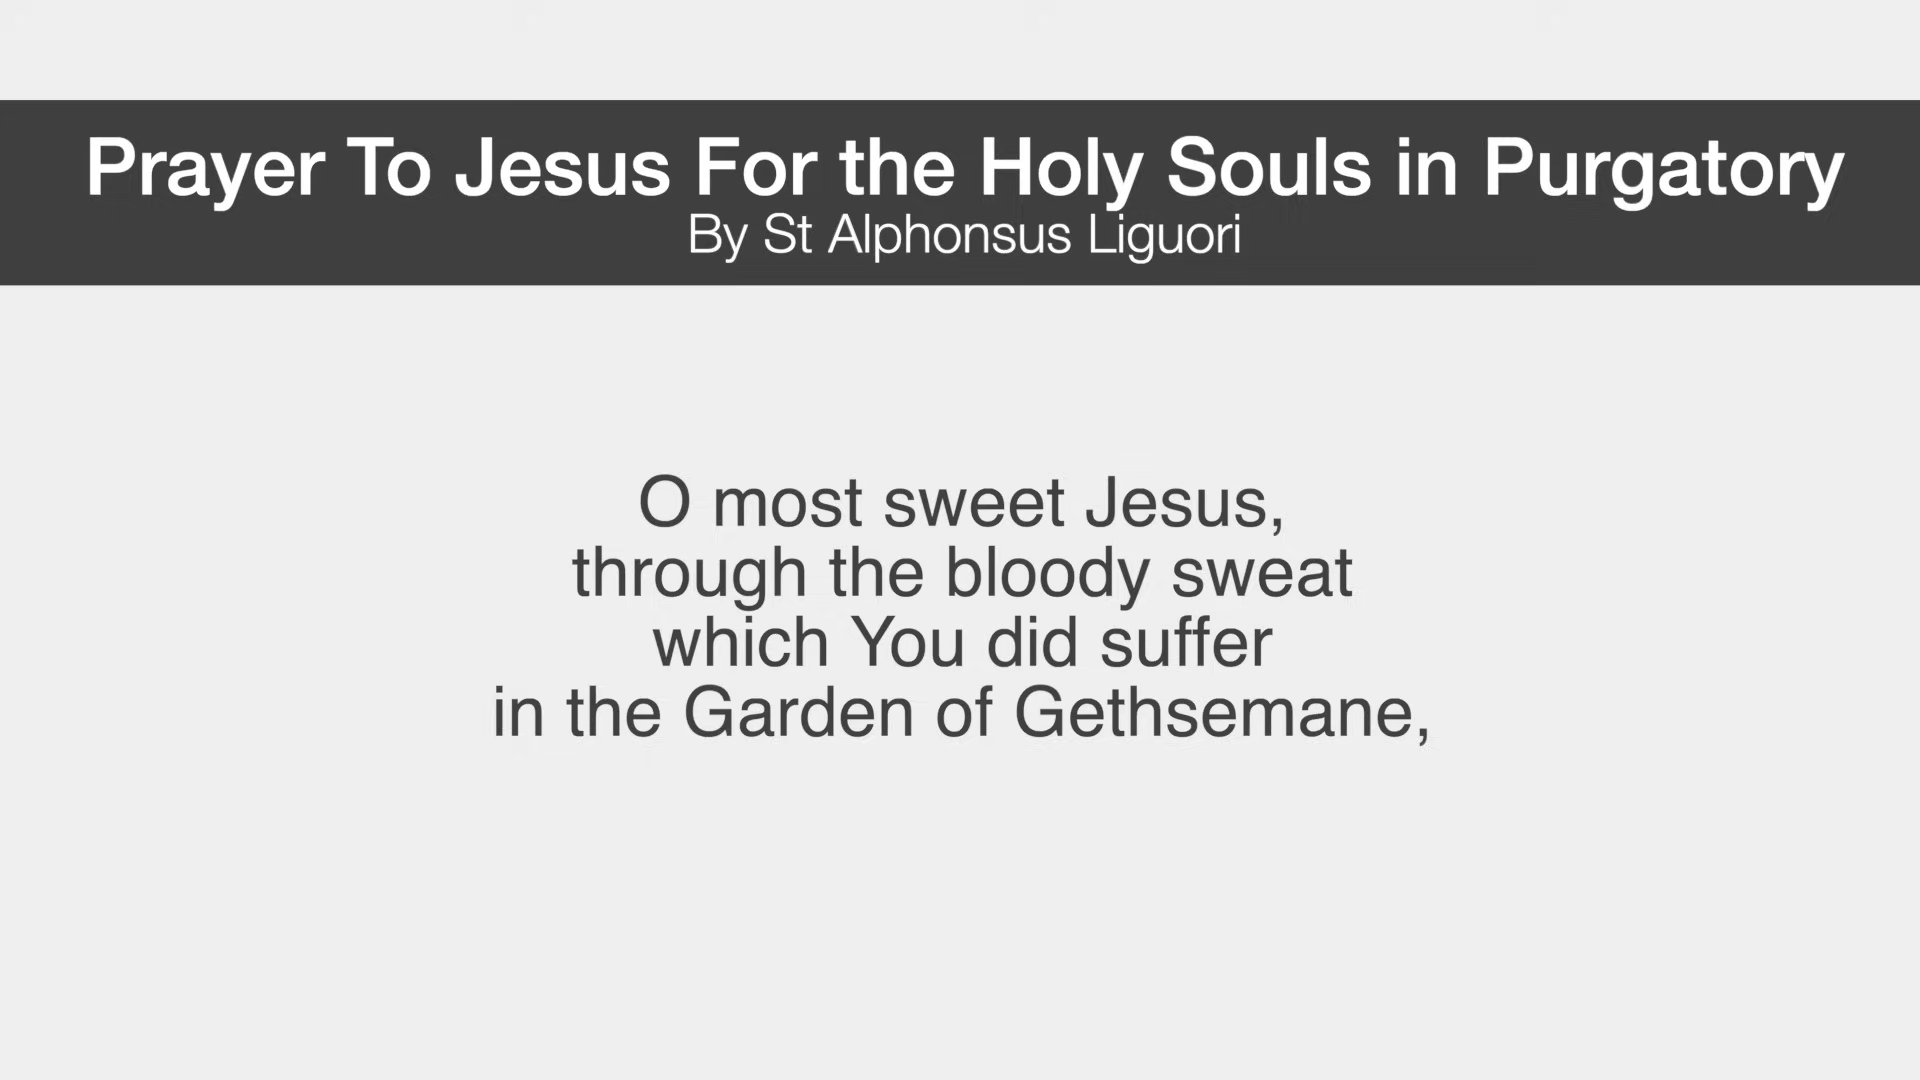 Prayer To Jesus For the Holy Souls in Purgatory
By St Alphonsus Liguori
O most sweet Jesus,
through the bloody sweat
which You did suffer
in the Garden of Gethsemane,